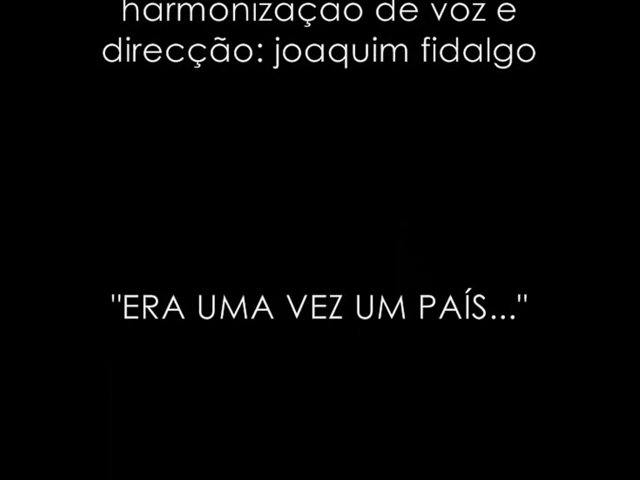 harmonização de voz e
direcção: joaquim fidalgo
"ERA UMA VEZ UM PAÍS..."